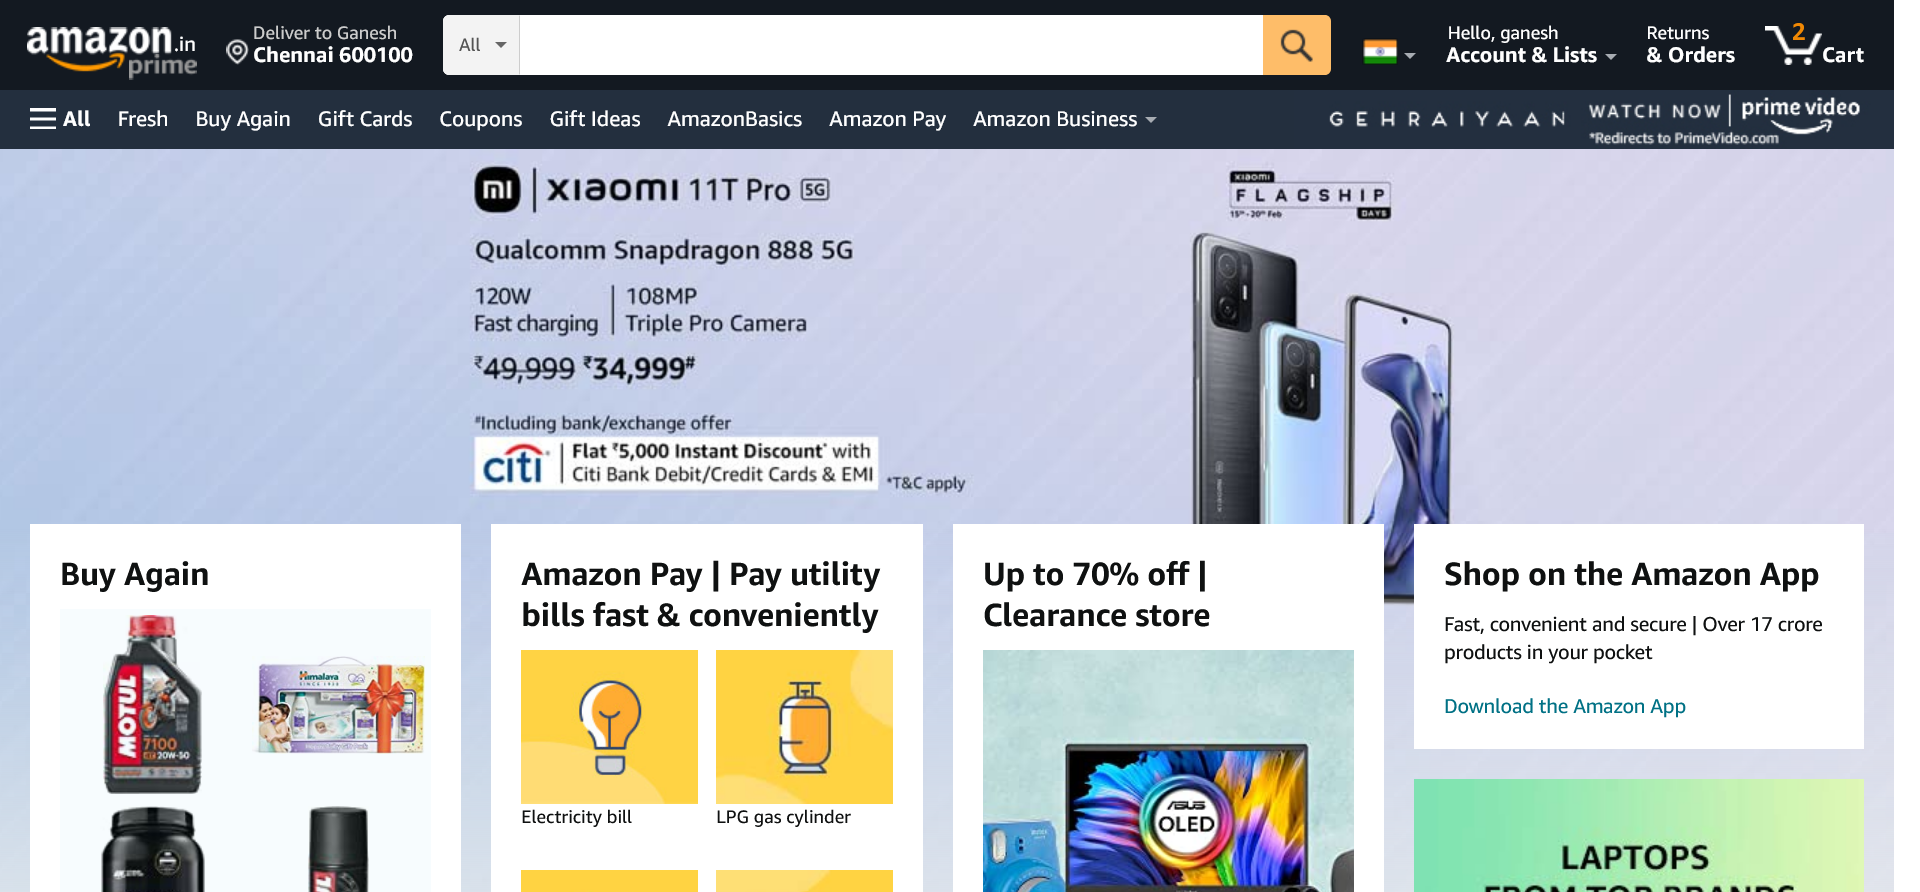 amazon.in
prime
Deliver to Ganesh
Chennai 600100
All
Hello, ganesh
Account & Lists
Returns
& Orders
2
Cart
All
Fresh
Buy Again
Gift Cards
Coupons
Gift Ideas
AmazonBasics
Amazon Pay
Amazon Business
GEHRAIYAAN
WATCH NOW
prime video
*Redirects to PrimeVideo.com
mi
xiaomi 11T Pro 5G
xiaomi
FLAGSHIP
15th - 20th Feb
DAYS
Qualcomm Snapdragon 888 5G
120W
Fast charging
108MP
Triple Pro Camera
₹49,999 ₹34,999#
#Including bank/exchange offer
citi
Flat ₹5,000 Instant Discount* with
Citi Bank Debit/Credit Cards & EMI
*T&C apply
Buy Again
MOTUL
7100
4T 20W-50
Himalaya
SINCE 1930
Amazon Pay | Pay utility
bills fast & conveniently
Electricity bill
LPG gas cylinder
Up to 70% off |
Clearance store
ASUS
OLED
Shop on the Amazon App
Fast, convenient and secure | Over 17 crore
products in your pocket
Download the Amazon App
LAPTOPS
FROM TOP BRANDS